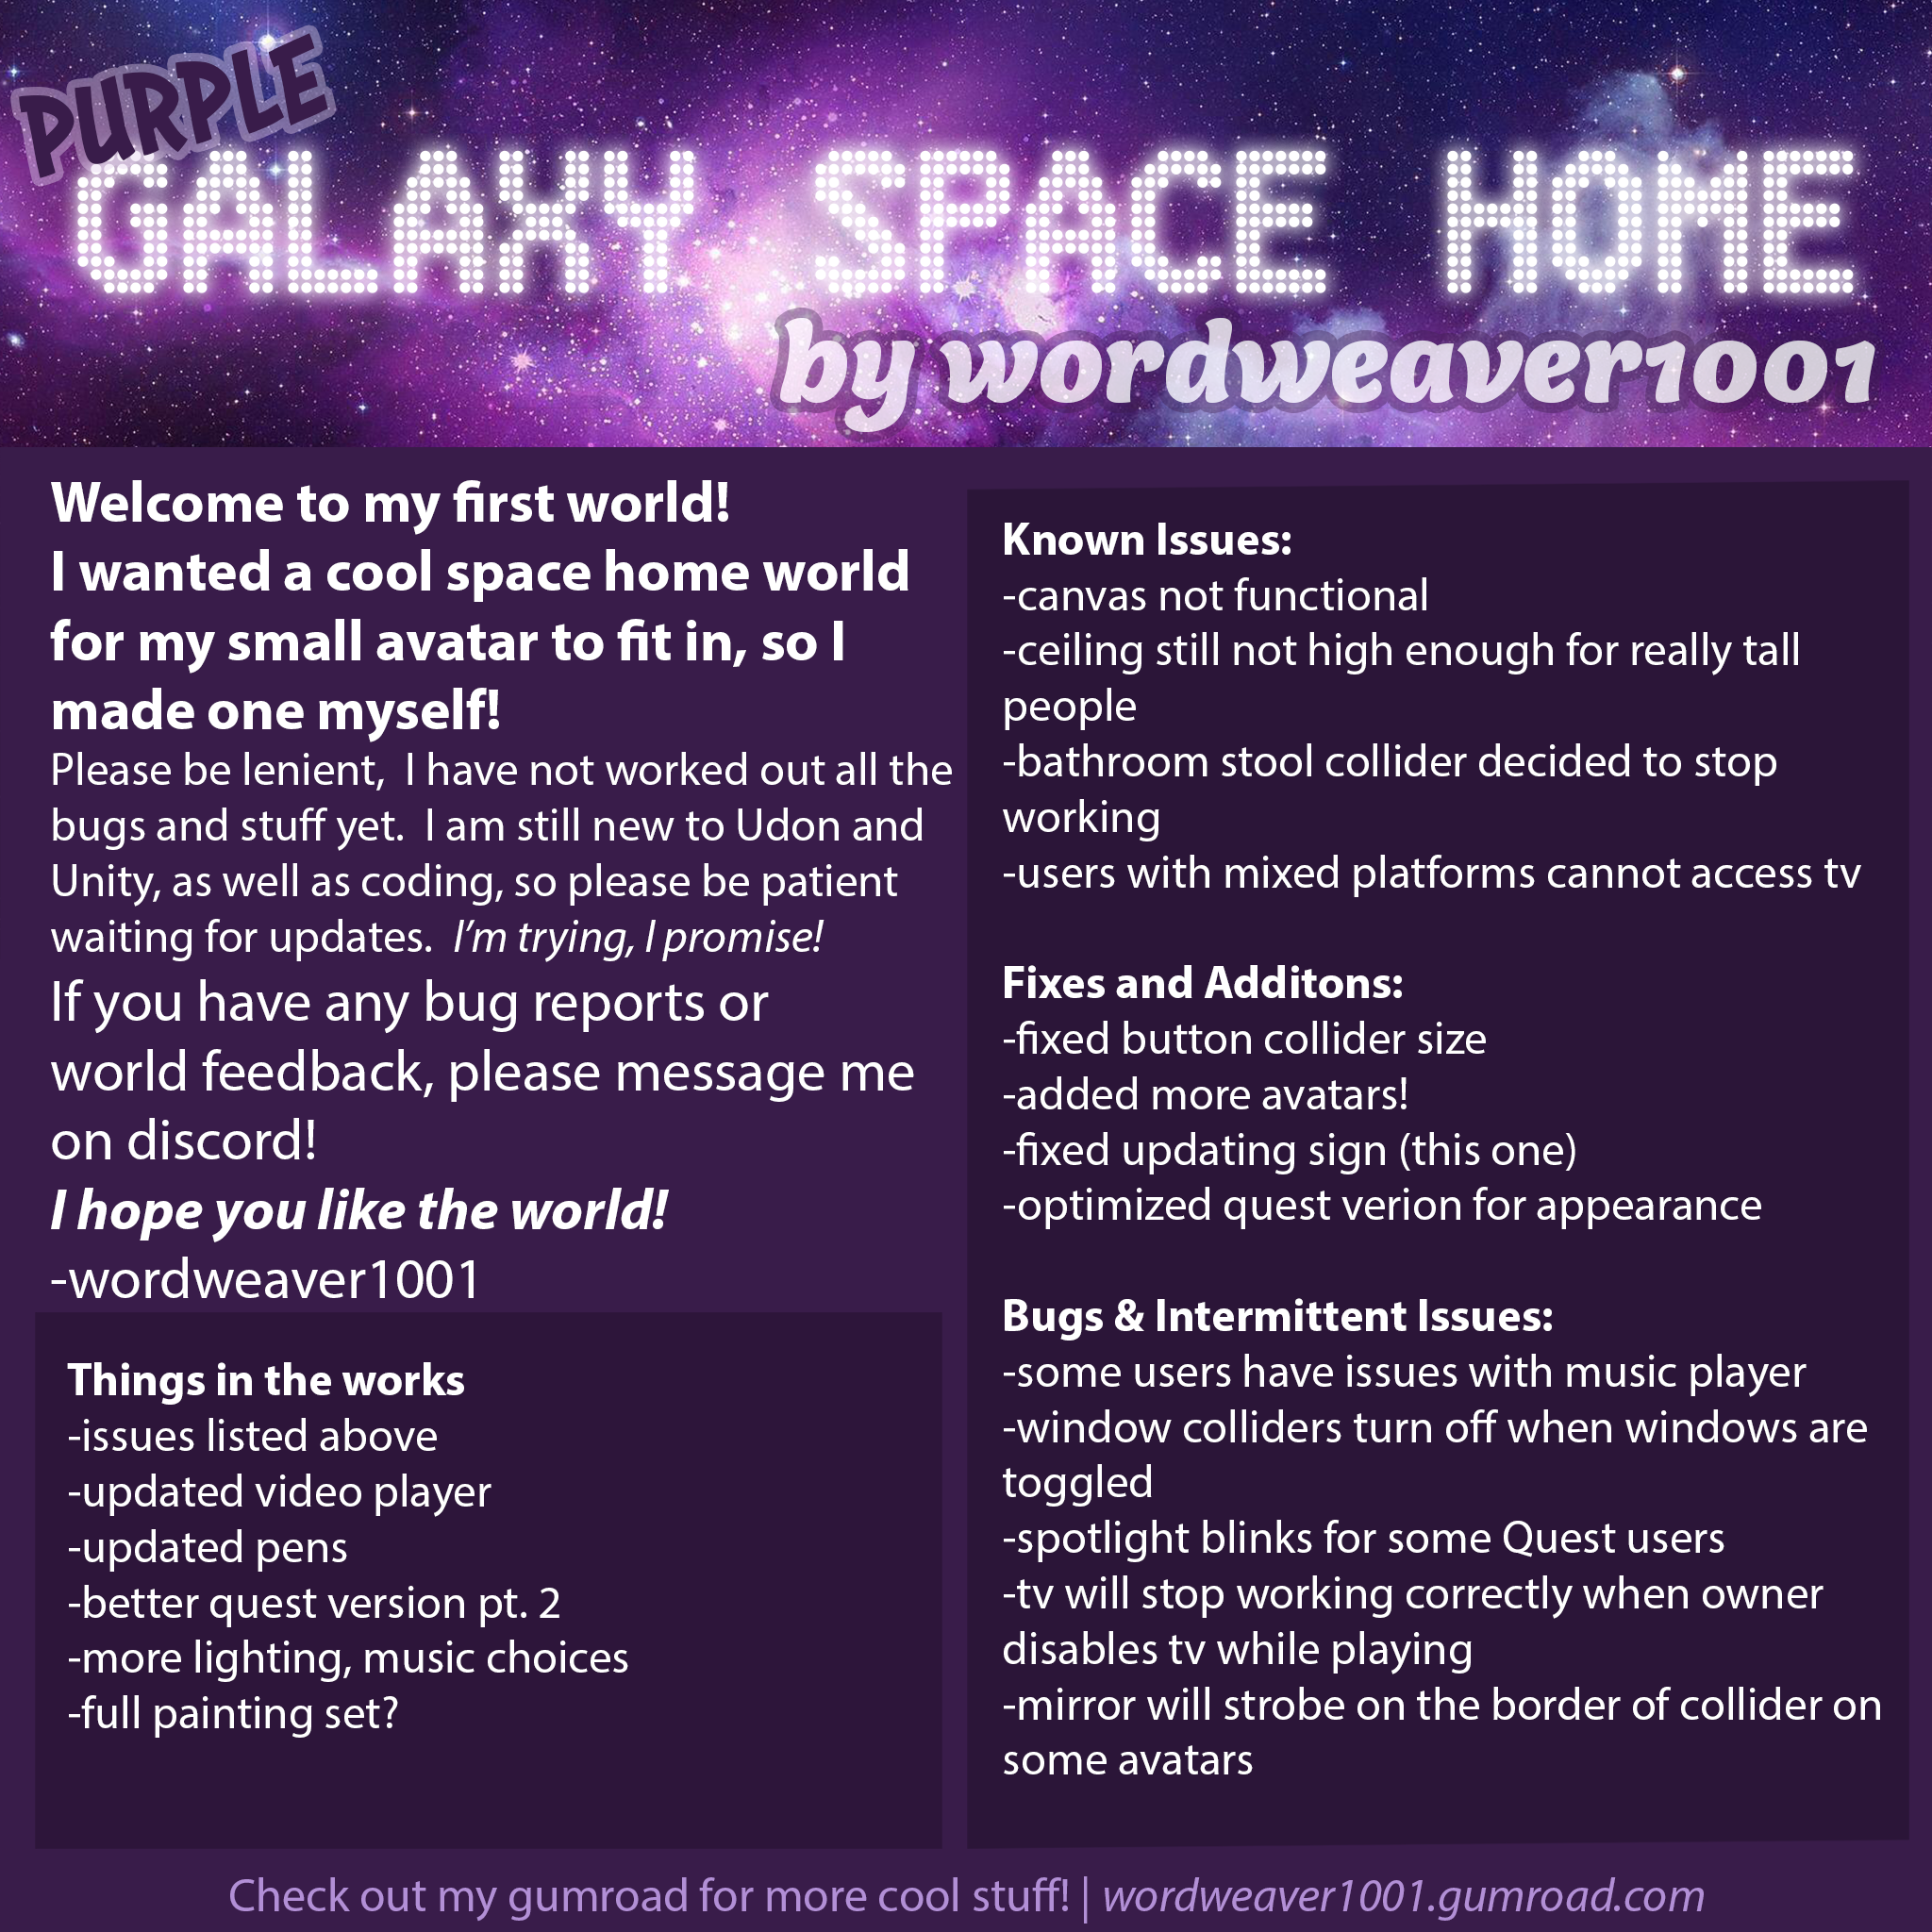 PURPLE
GALAXY SPACE HOME
by wordweaver1001
Welcome to my first world!
I wanted a cool space home world
for my small avatar to fit in, so I
made one myself!
Please be lenient,  I have not worked out all the
bugs and stuff yet.  I am still new to Udon and
Unity, as well as coding, so please be patient
waiting for updates.  I’m trying, I promise!
If you have any bug reports or
world feedback, please message me
on discord!
I hope you like the world!
-wordweaver1001
Things in the works
-issues listed above
-updated video player
-updated pens
-better quest version pt. 2
-more lighting, music choices
-full painting set?
Known Issues:
-canvas not functional
-ceiling still not high enough for really tall
people
-bathroom stool collider decided to stop
working
-users with mixed platforms cannot access tv
Fixes and Additons:
-fixed button collider size
-added more avatars!
-fixed updating sign (this one)
-optimized quest verion for appearance
Bugs & Intermittent Issues:
-some users have issues with music player
-window colliders turn off when windows are
toggled
-spotlight blinks for some Quest users
-tv will stop working correctly when owner
disables tv while playing
-mirror will strobe on the border of collider on
some avatars
Check out my gumroad for more cool stuff! | wordweaver1001.gumroad.com